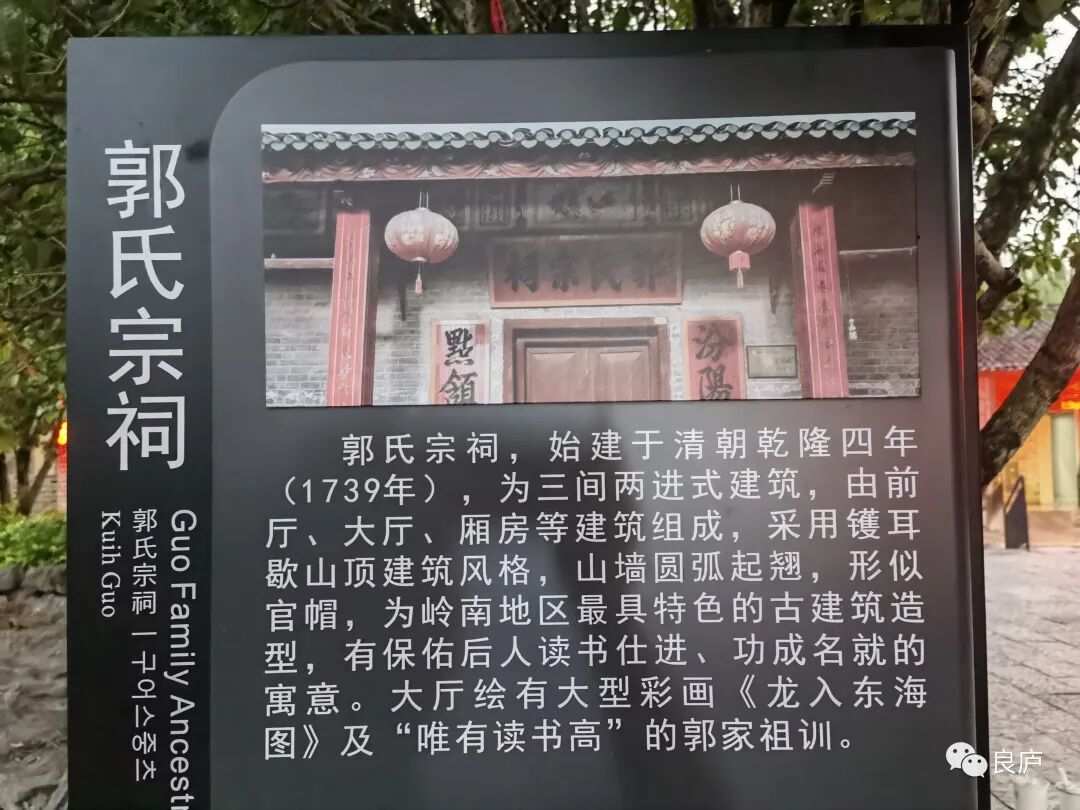 郭氏宗祠
Guo Family Ancestr
郭氏宗祠 | 구어스중츠
Kuih Guo
郭氏宗祠
點額
汾陽
郭氏宗祠，始建于清朝乾隆四年
（1739年），为三间两进式建筑，由前
厅、大厅、厢房等建筑组成，采用镬耳
歇山顶建筑风格，山墙圆弧起翘，形似
官帽，为岭南地区最具特色的古建筑造
型，有保佑后人读书仕进、功成名就的
寓意。大厅绘有大型彩画《龙入东海
图》及“唯有读书高”的郭家祖训。
良庐